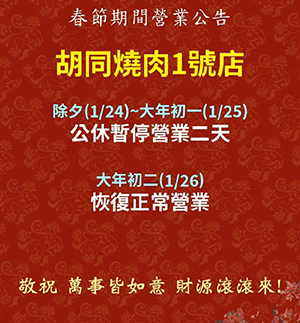 春節期間營業公告
胡同燒肉1號店
除夕(1/24)~大年初一(1/25)
公休暫停營業二天
大年初二(1/26)
恢復正常營業
敬祝 萬事皆如意 財源滾滾來!